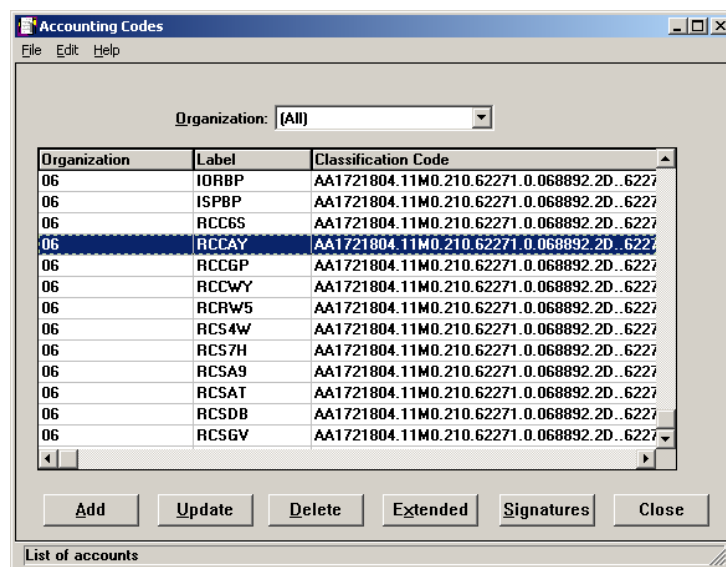 Accounting Codes
File Edit Help
Organization: (All)
Organization Label Classification Code
06 IORBP AA1721804.11M0.210.62271.0.068892.2D..6227
06 ISPBP AA1721804.11M0.210.62271.0.068892.2D..6227
06 RCC6S AA1721804.11M0.210.62271.0.068892.2D..6227
06 RCCAY AA1721804.11M0.210.62271.0.068892.2D..6227
06 RCCGP AA1721804.11M0.210.62271.0.068892.2D..6227
06 RCCWY AA1721804.11M0.210.62271.0.068892.2D..6227
06 RCRW5 AA1721804.11M0.210.62271.0.068892.2D..6227
06 RCS4W AA1721804.11M0.210.62271.0.068892.2D..6227
06 RCS7H AA1721804.11M0.210.62271.0.068892.2D..6227
06 RCSA9 AA1721804.11M0.210.62271.0.068892.2D..6227
06 RCSAT AA1721804.11M0.210.62271.0.068892.2D..6227
06 RCSDB AA1721804.11M0.210.62271.0.068892.2D..6227
06 RCSGV AA1721804.11M0.210.62271.0.068892.2D..6227
Add Update Delete Extended Signatures Close
List of accounts